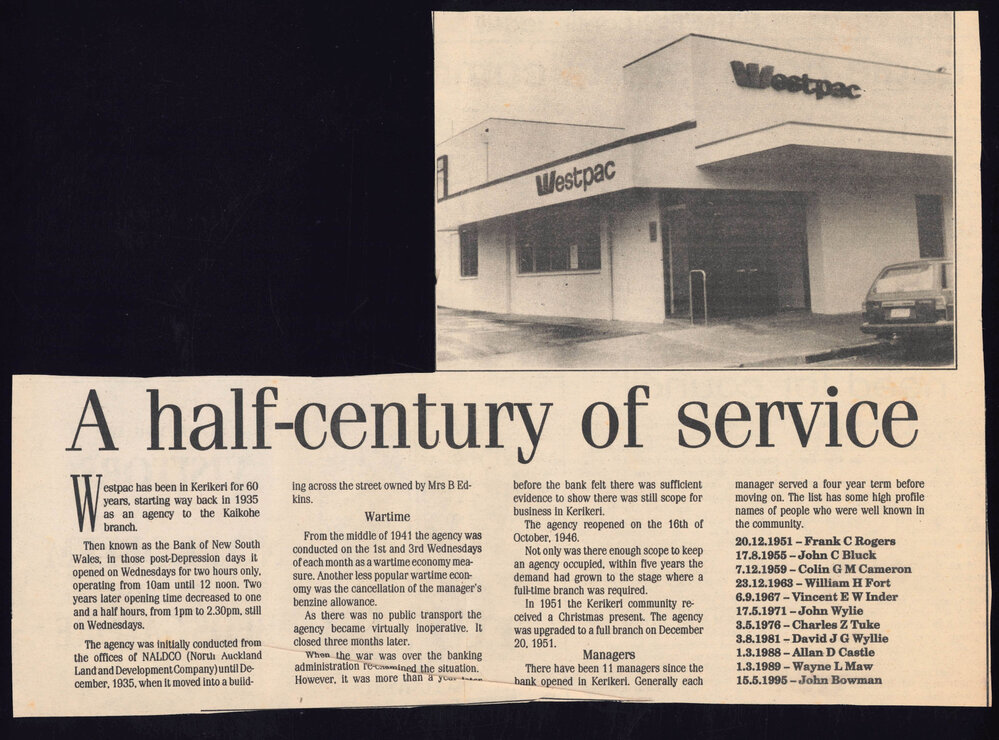 Westpac
Westpac
A half-century of service
Westpac has been in Kerikeri for 60
years, starting way back in 1935
as an agency to the Kaikohe
branch.
Then known as the Bank of New South
Wales, in those post-Depression days it
opened on Wednesdays for two hours only,
operating from 10am until 12 noon. Two
years later opening time decreased to one
and a half hours, from 1pm to 2.30pm, still
on Wednesdays.
The agency was initially conducted from
the offices of NALDCO (North Auckland
Land and Development Company) until De-
cember, 1935, when it moved into a build-
ing across the street owned by Mrs B Ed-
kins.
Wartime
From the middle of 1941 the agency was
conducted on the 1st and 3rd Wednesdays
of each month as a wartime economy mea-
sure. Another less popular wartime econ-
omy was the cancellation of the manager's
benzine allowance.
As there was no public transport the
agency became virtually inoperative. It
closed three months later.
When the war was over the banking
administration re-examined the situation.
However, it was more than a year later
before the bank felt there was sufficient
evidence to show there was still scope for
business in Kerikeri.
The agency reopened on the 16th of
October, 1946.
Not only was there enough scope to keep
an agency occupied, within five years the
demand had grown to the stage where a
full-time branch was required.
In 1951 the Kerikeri community re-
ceived a Christmas present. The agency
was upgraded to a full branch on December
20, 1951.
Managers
There have been 11 managers since the
bank opened in Kerikeri. Generally each
manager served a four year term before
moving on. The list has some high profile
names of people who were well known in
the community.
20.12.1951 – Frank C Rogers
17.8.1955 – John C Bluck
7.12.1959 – Colin G M Cameron
23.12.1963 – William H Fort
6.9.1967 – Vincent E W Inder
17.5.1971 – John Wylie
3.5.1976 – Charles Z Tuke
3.8.1981 – David J G Wyllie
1.3.1988 – Allan D Castle
1.3.1989 – Wayne L Maw
15.5.1995 – John Bowman